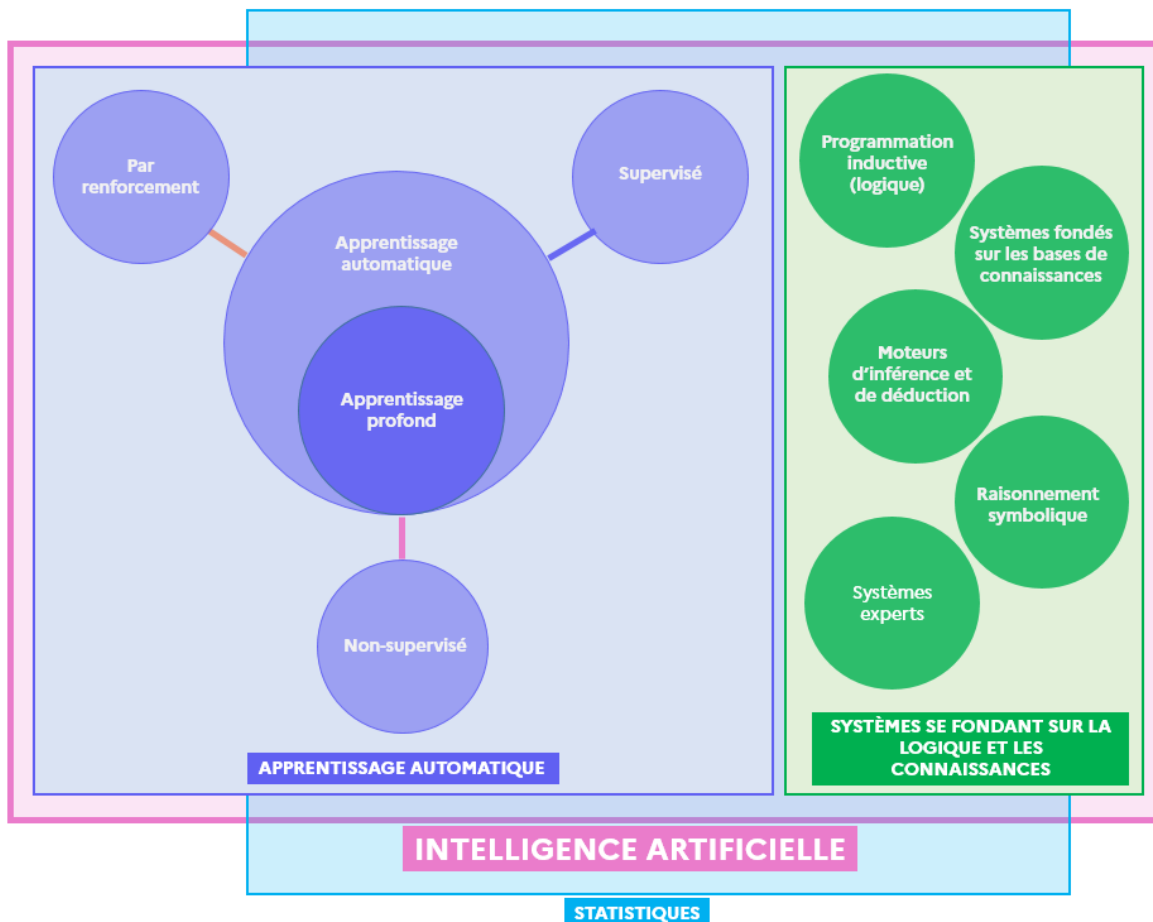 Par
renforcement
Supervisé
Apprentissage
automatique
Apprentissage
profond
Non-supervisé
APPRENTISSAGE AUTOMATIQUE
Programmation
inductive
(logique)
Systèmes fondés
sur les bases de
connaissances
Moteurs
d'inférence et
de déduction
Raisonnement
symbolique
Systèmes
experts
SYSTÈMES SE FONDANT SUR LA
LOGIQUE ET LES
CONNAISSANCES
INTELLIGENCE ARTIFICIELLE
STATISTIQUES